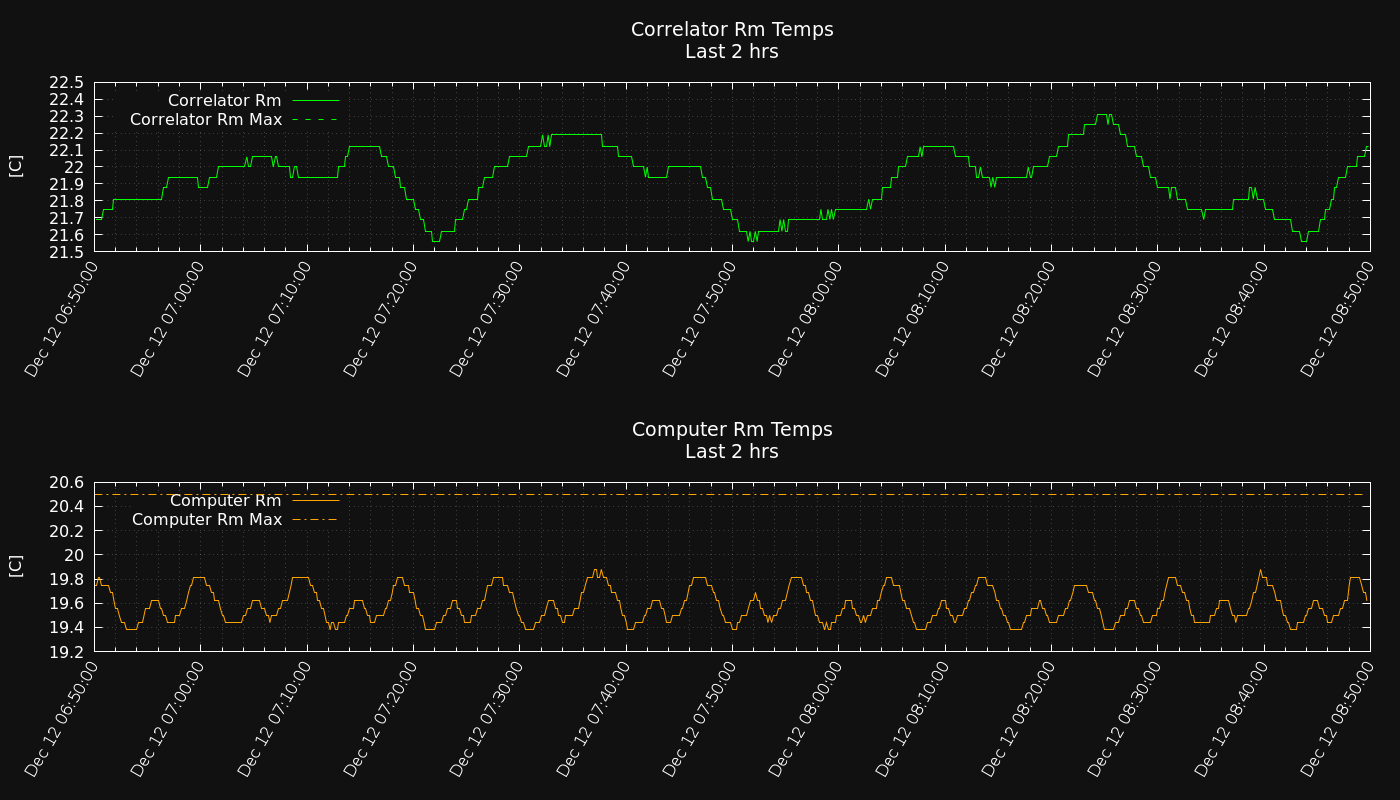 Correlator Rm Temps
Last 2 hrs
22.5
22.4
22.3
22.2
22.1
22
21.9
21.8
21.7
21.6
21.5
[C]
Correlator Rm
Correlator Rm Max
Dec 12 06:50:00
Dec 12 07:00:00
Dec 12 07:10:00
Dec 12 07:20:00
Dec 12 07:30:00
Dec 12 07:40:00
Dec 12 07:50:00
Dec 12 08:00:00
Dec 12 08:10:00
Dec 12 08:20:00
Dec 12 08:30:00
Dec 12 08:40:00
Dec 12 08:50:00
Computer Rm Temps
Last 2 hrs
20.6
20.4
20.2
20
19.8
19.6
19.4
19.2
[C]
Computer Rm
Computer Rm Max
Dec 12 06:50:00
Dec 12 07:00:00
Dec 12 07:10:00
Dec 12 07:20:00
Dec 12 07:30:00
Dec 12 07:40:00
Dec 12 07:50:00
Dec 12 08:00:00
Dec 12 08:10:00
Dec 12 08:20:00
Dec 12 08:30:00
Dec 12 08:40:00
Dec 12 08:50:00